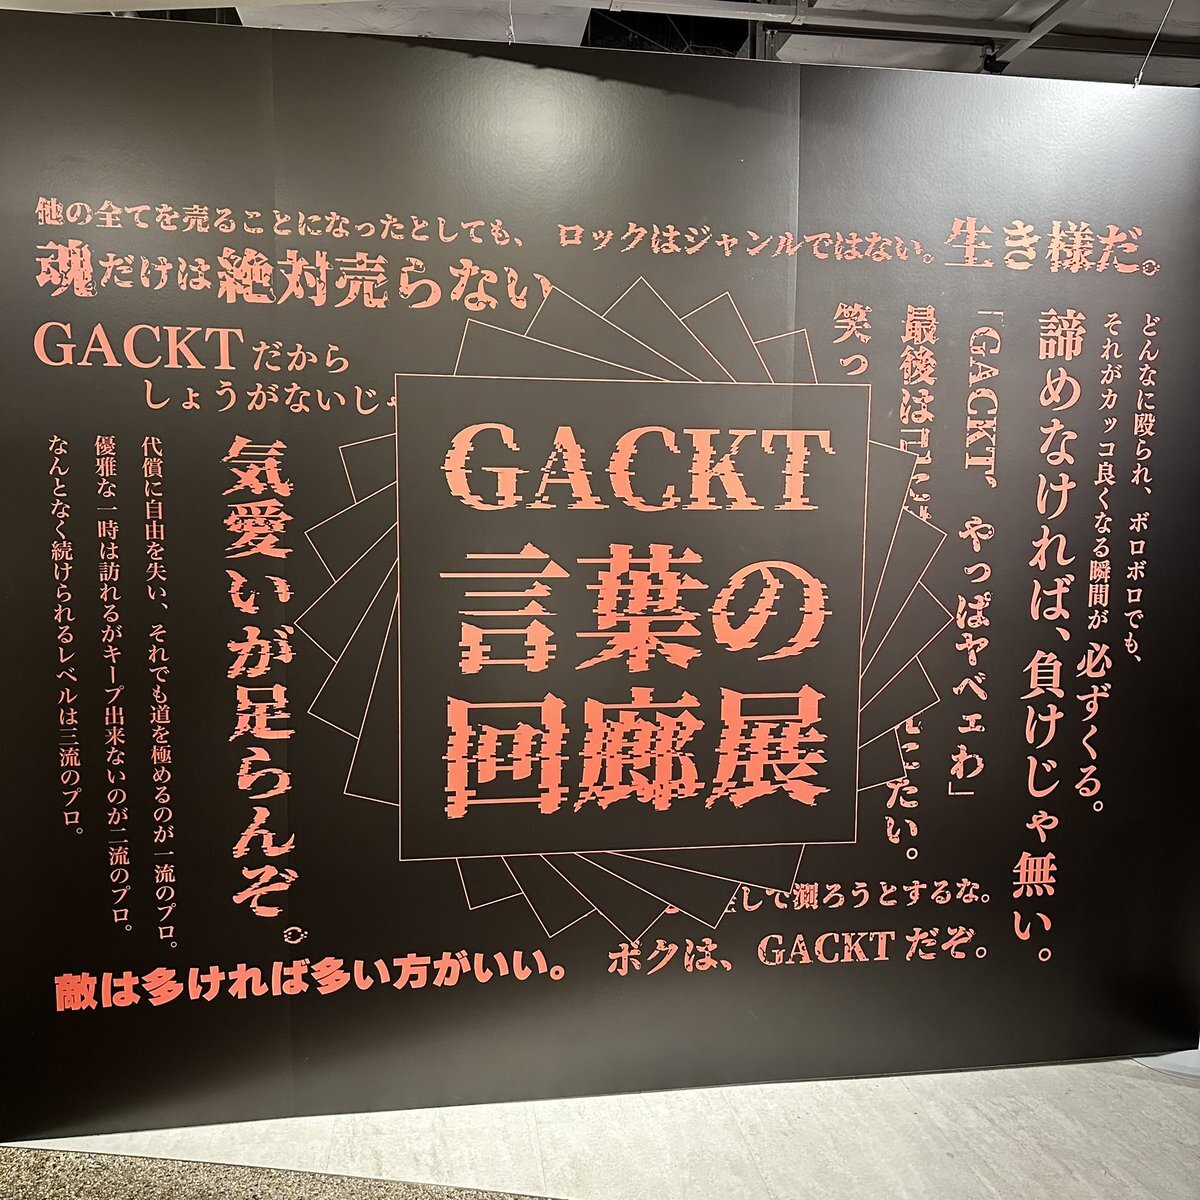 他の全てを売ることになったとしても、
魂だけは絶対売らない
ロックはジャンルではない。生き様だ。
GACKTだから
しょうがないじ
GACKT
言葉の
回廊展
どんなに殴られ、ボロボロでも、
それがカッコ良くなる瞬間が必ずくる。
諦めなければ、負けじゃ無い。
「GACKT やっぱヤベェわ」
最後は
たい。
笑っ
気愛いが足らんぞ。
代償に自由を失い、それでも道を極めるのが一流のプロ。
優雅な一時は訪れるがキープ出来ないのが二流のプロ。
なんとなく続けられるレベルは三流のプロ。
して測ろうとするな。
ボクは、GACKTだぞ。
敵は多ければ多い方がいい。